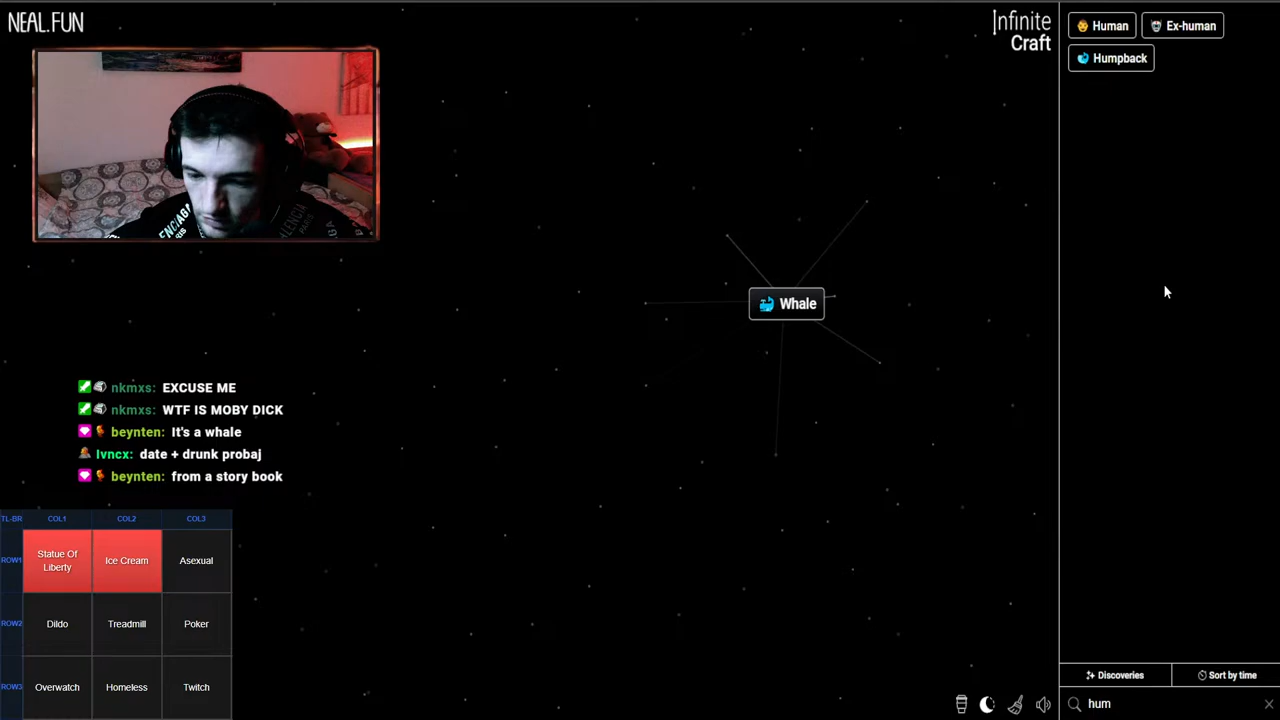 NEAL.FUN
Infinite
Craft
Human
Ex-human
Humpback
Whale
nkmxs: EXCUSE ME
nkmxs: WTF IS MOBY DICK
beynten: It's a whale
lvncx: date + drunk probaj
beynten: from a story book
TL-BR COL1 COL2 COL3
ROW1 Statue Of Liberty Ice Cream Asexual
ROW2 Dildo Treadmill Poker
ROW3 Overwatch Homeless Twitch
Discoveries
Sort by time
hum